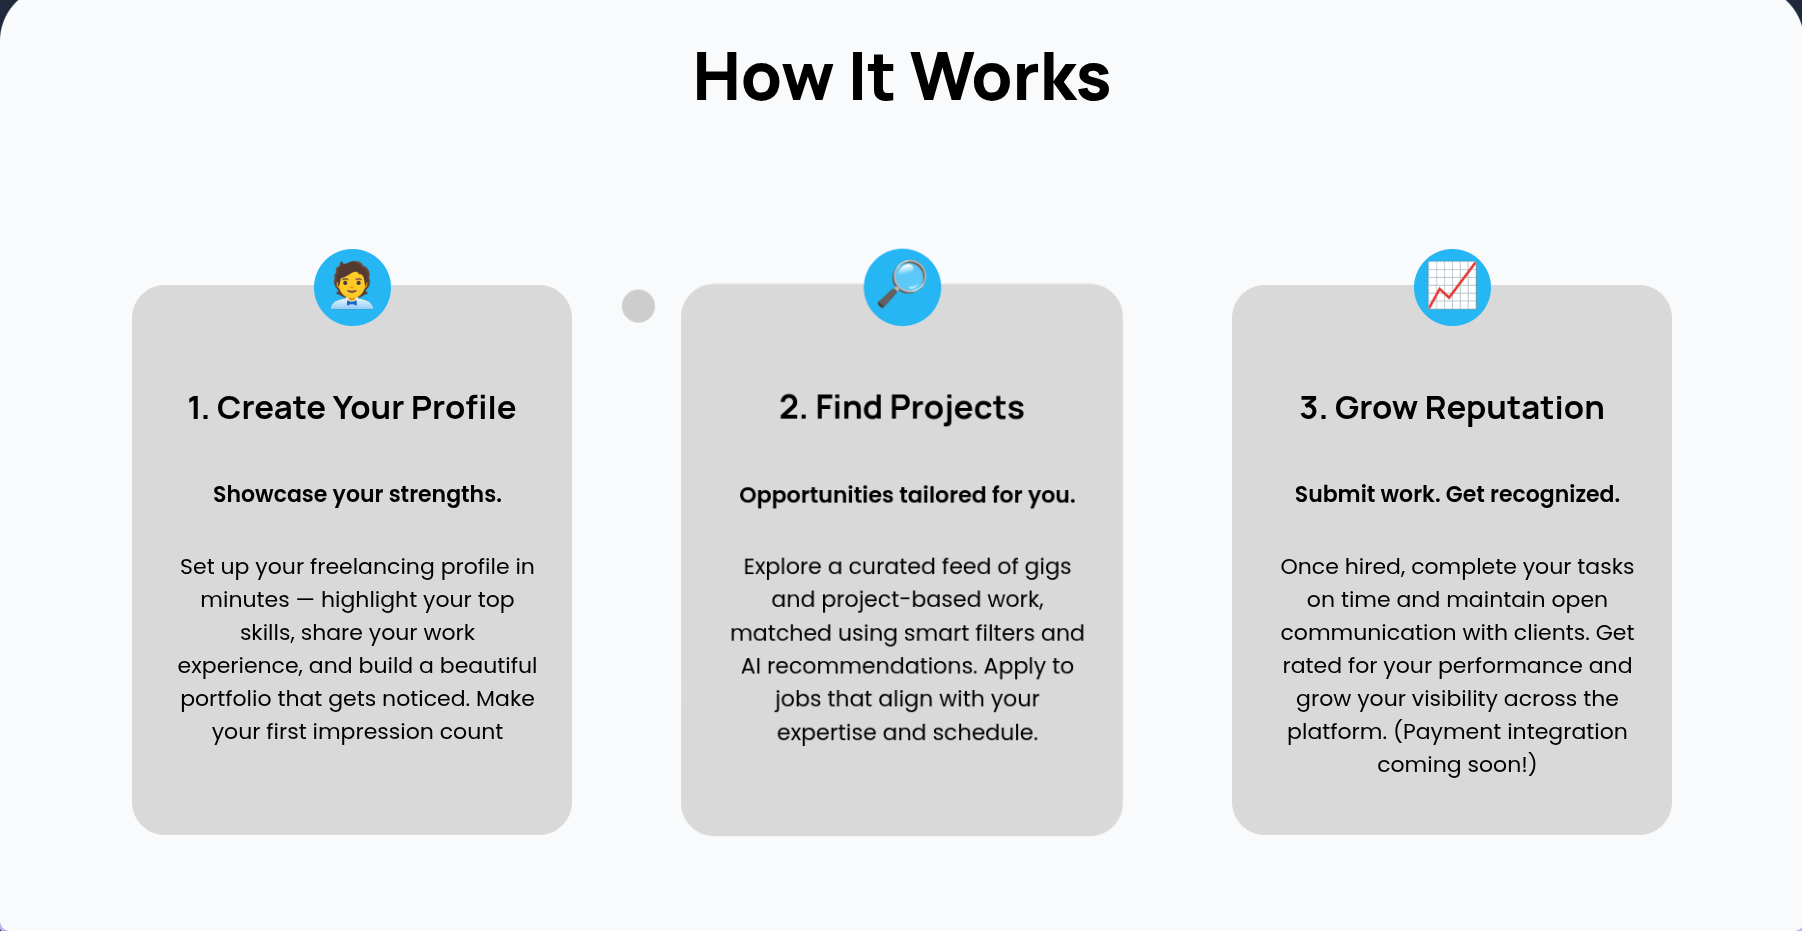 How It Works
1. Create Your Profile
Showcase your strengths.
Set up your freelancing profile in
minutes — highlight your top
skills, share your work
experience, and build a beautiful
portfolio that gets noticed. Make
your first impression count
2. Find Projects
Opportunities tailored for you.
Explore a curated feed of gigs
and project-based work,
matched using smart filters and
AI recommendations. Apply to
jobs that align with your
expertise and schedule.
3. Grow Reputation
Submit work. Get recognized.
Once hired, complete your tasks
on time and maintain open
communication with clients. Get
rated for your performance and
grow your visibility across the
platform. (Payment integration
coming soon!)